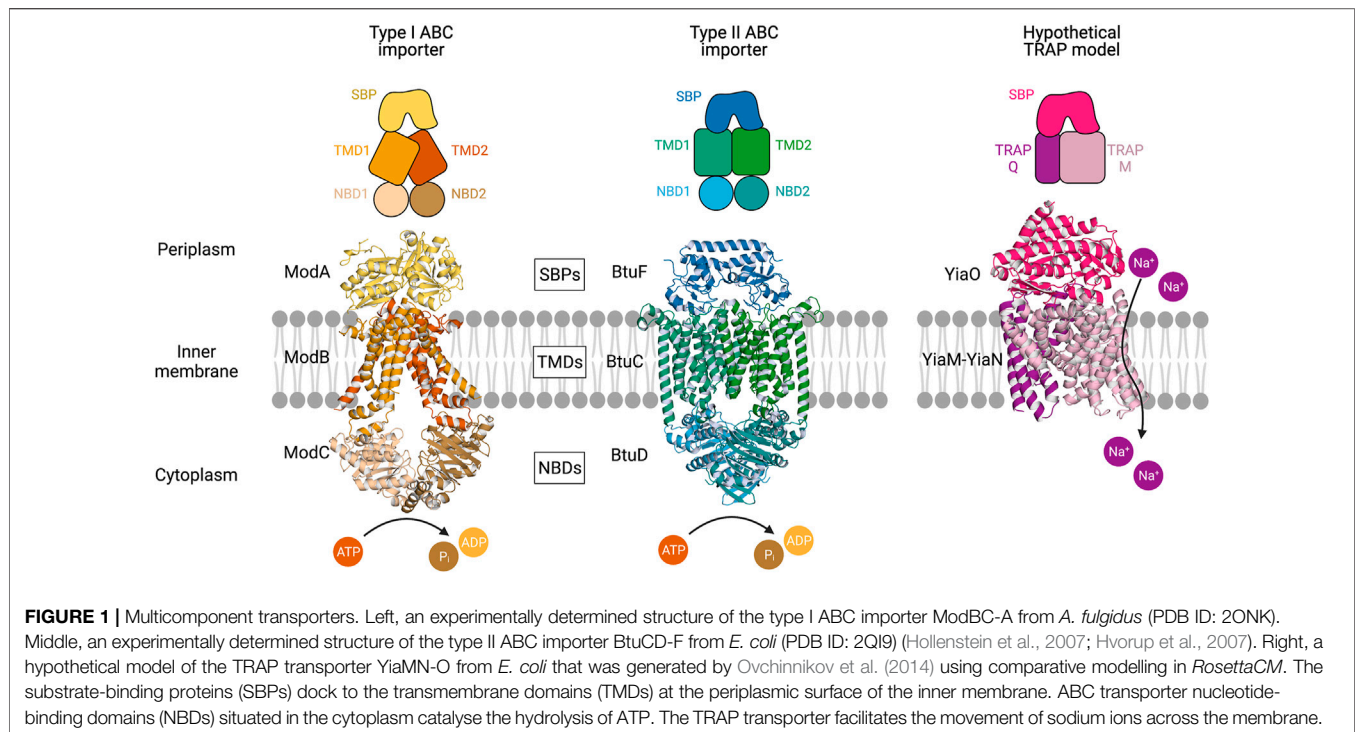 Type I ABC
importer
SBP
TMD1
TMD2
NBD1
NBD2
Type II ABC
importer
SBP
TMD1
TMD2
NBD1
NBD2
Hypothetical
TRAP model
SBP
TRAP
Q
TRAP
M
Periplasm
ModA
SBPs
BtuF
YiaO
Na⁺
Na⁺
Inner
membrane
ModB
TMDs
BtuC
YiaM-YiaN
Cytoplasm
ModC
NBDs
BtuD
Na⁺
Na⁺
ATP
Pᵢ
ADP
ATP
Pᵢ
ADP
FIGURE 1 | Multicomponent transporters. Left, an experimentally determined structure of the type I ABC importer ModBC-A from A. fulgidus (PDB ID: 2ONK).
Middle, an experimentally determined structure of the type II ABC importer BtuCD-F from E. coli (PDB ID: 2QI9) (Hollenstein et al., 2007; Hvorup et al., 2007). Right, a
hypothetical model of the TRAP transporter YiaMN-O from E. coli that was generated by Ovchinnikov et al. (2014) using comparative modelling in RosettaCM. The
substrate-binding proteins (SBPs) dock to the transmembrane domains (TMDs) at the periplasmic surface of the inner membrane. ABC transporter nucleotide-
binding domains (NBDs) situated in the cytoplasm catalyse the hydrolysis of ATP. The TRAP transporter facilitates the movement of sodium ions across the membrane.